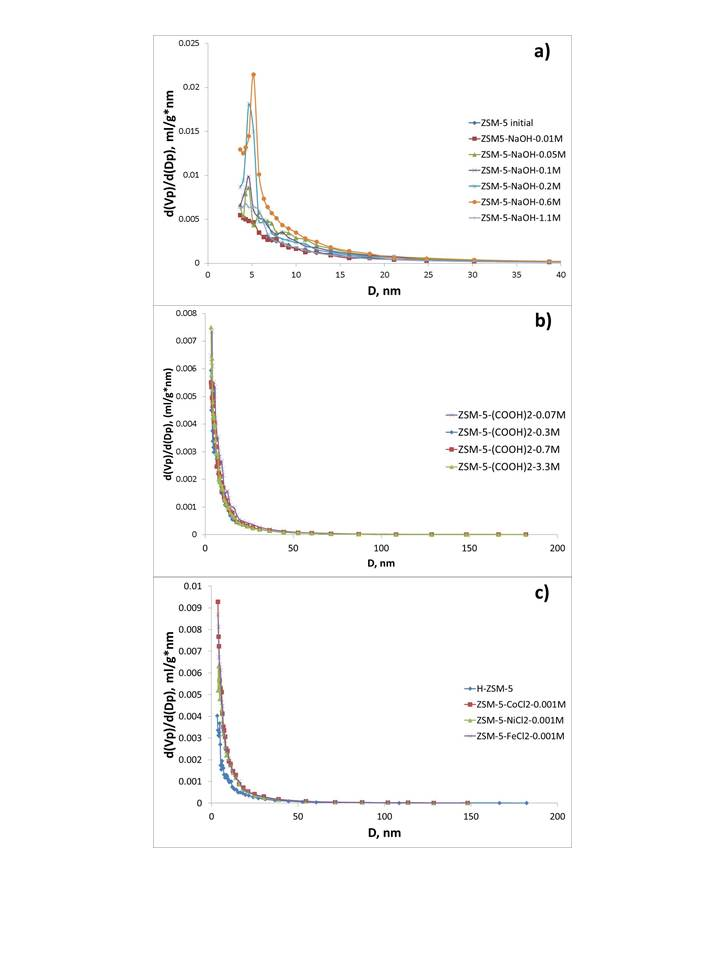 a)
0.025
0.02
0.015
0.01
0.005
0
0 5 10 15 20 25 30 35 40
d(Vp)/d(Dp), ml/g*nm
D, nm
ZSM-5 initial
ZSM5-NaOH-0.01M
ZSM-5-NaOH-0.05M
ZSM-5-NaOH-0.1M
ZSM-5-NaOH-0.2M
ZSM-5-NaOH-0.6M
ZSM-5-NaOH-1.1M
b)
0.008
0.007
0.006
0.005
0.004
0.003
0.002
0.001
0
0 50 100 150 200
d(Vp)/d(Dp), (ml/g*nm)
D, nm
ZSM-5-(COOH)2-0.07M
ZSM-5-(COOH)2-0.3M
ZSM-5-(COOH)2-0.7M
ZSM-5-(COOH)2-3.3M
c)
0.01
0.009
0.008
0.007
0.006
0.005
0.004
0.003
0.002
0.001
0
0 50 100 150 200
d(Vp)/d(Dp), ml/g*nm
D, nm
H-ZSM-5
ZSM-5-CoCl2-0.001M
ZSM-5-NiCl2-0.001M
ZSM-5-FeCl2-0.001M